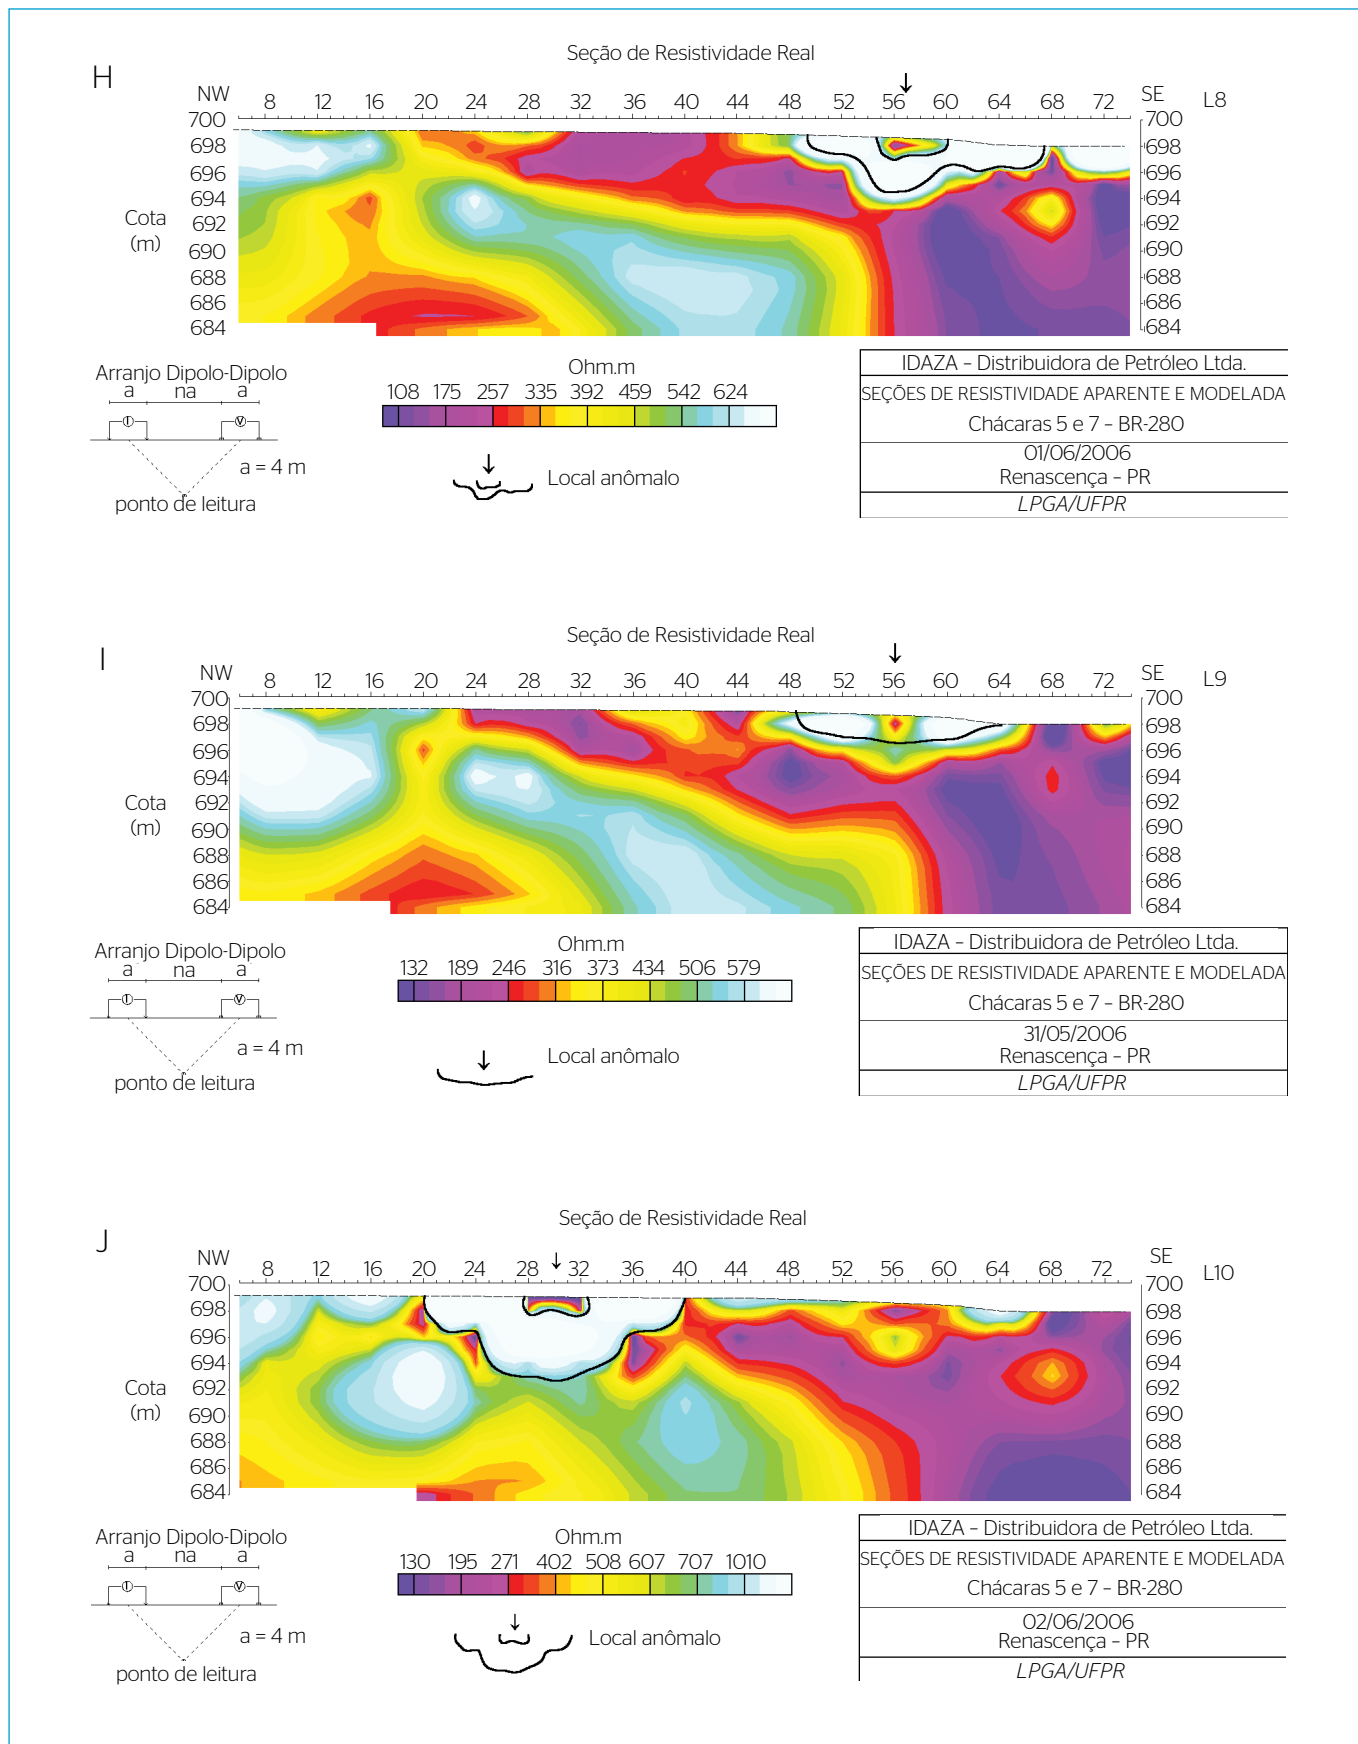 Seção de Resistividade Real
H
NW 8 12 16 20 24 28 32 36 40 44 48 52 56 60 64 68 72 SE L8
700 700
698 698
696 696
694 694
Cota
(m)
692 692
690 690
688 688
686 686
684 684
Arranjo Dipolo-Dipolo
a na a
I V
a = 4 m
ponto de leitura
Ohm.m
108 175 257 335 392 459 542 624
Local anômalo
IDAZA – Distribuidora de Petróleo Ltda.
SEÇÕES DE RESISTIVIDADE APARENTE E MODELADA
Chácaras 5 e 7 – BR-280
01/06/2006
Renascença – PR
LPGA/UFPR
Seção de Resistividade Real
I
NW 8 12 16 20 24 28 32 36 40 44 48 52 56 60 64 68 72 SE L9
700 700
698 698
696 696
694 694
Cota
(m)
692 692
690 690
688 688
686 686
684 684
Arranjo Dipolo-Dipolo
a na a
I V
a = 4 m
ponto de leitura
Ohm.m
132 189 246 316 373 434 506 579
Local anômalo
IDAZA – Distribuidora de Petróleo Ltda.
SEÇÕES DE RESISTIVIDADE APARENTE E MODELADA
Chácaras 5 e 7 – BR-280
31/05/2006
Renascença – PR
LPGA/UFPR
Seção de Resistividade Real
J
NW 8 12 16 20 24 28 32 36 40 44 48 52 56 60 64 68 72 SE L10
700 700
698 698
696 696
694 694
Cota
(m)
692 692
690 690
688 688
686 686
684 684
Arranjo Dipolo-Dipolo
a na a
I V
a = 4 m
ponto de leitura
Ohm.m
130 195 271 402 508 607 707 1010
Local anômalo
IDAZA – Distribuidora de Petróleo Ltda.
SEÇÕES DE RESISTIVIDADE APARENTE E MODELADA
Chácaras 5 e 7 – BR-280
02/06/2006
Renascença – PR
LPGA/UFPR